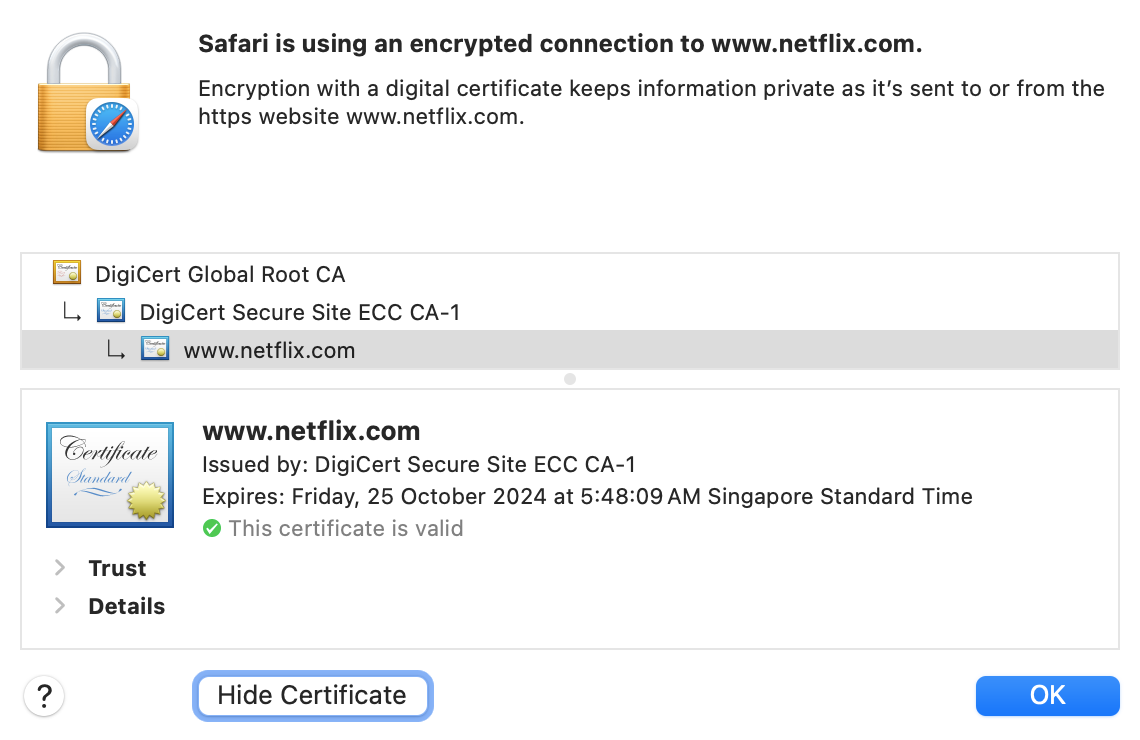 Safari is using an encrypted connection to www.netflix.com.
Encryption with a digital certificate keeps information private as it’s sent to or from the
https website www.netflix.com.
DigiCert Global Root CA
DigiCert Secure Site ECC CA-1
www.netflix.com
Certificate
Standard
www.netflix.com
Issued by: DigiCert Secure Site ECC CA-1
Expires: Friday, 25 October 2024 at 5:48:09 AM Singapore Standard Time
This certificate is valid
Trust
Details
?
Hide Certificate
OK